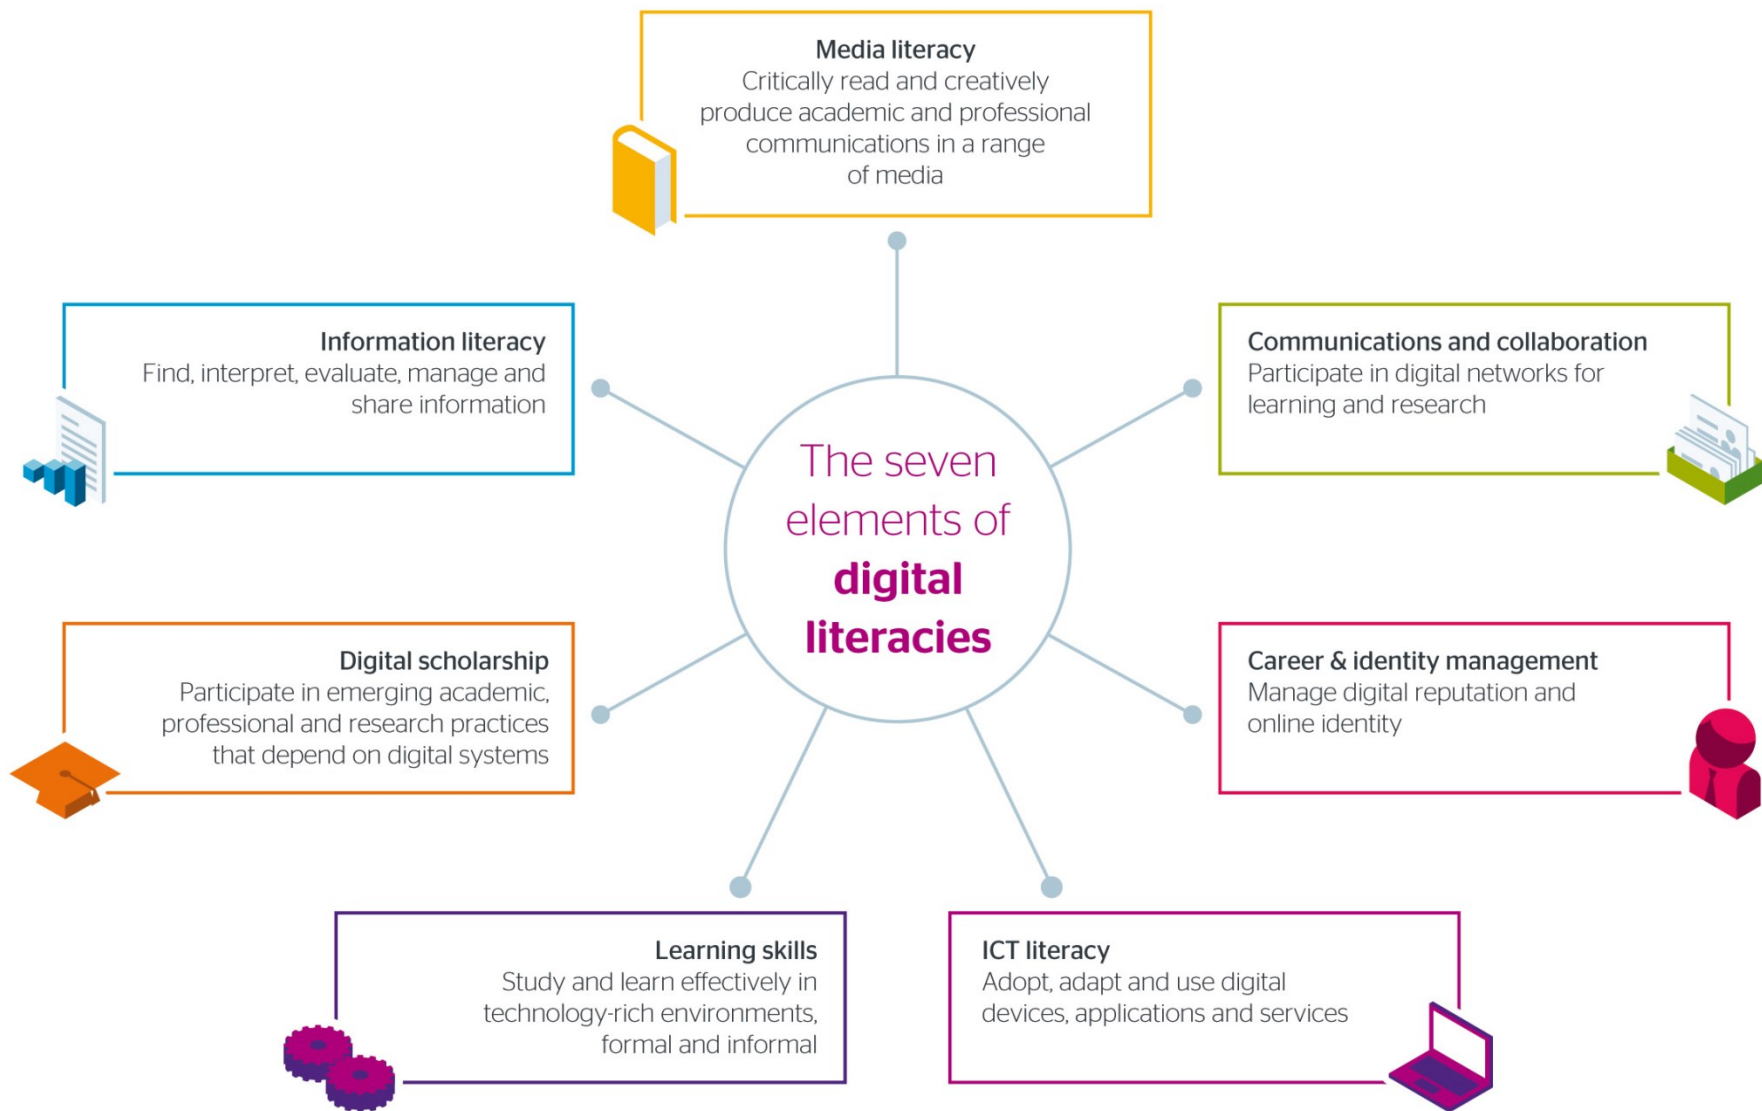 Media literacy
Critically read and creatively
produce academic and professional
communications in a range
of media
Information literacy
Find, interpret, evaluate, manage and
share information
Communications and collaboration
Participate in digital networks for
learning and research
The seven
elements of
digital
literacies
Digital scholarship
Participate in emerging academic,
professional and research practices
that depend on digital systems
Career & identity management
Manage digital reputation and
online identity
Learning skills
Study and learn effectively in
technology-rich environments,
formal and informal
ICT literacy
Adopt, adapt and use digital
devices, applications and services